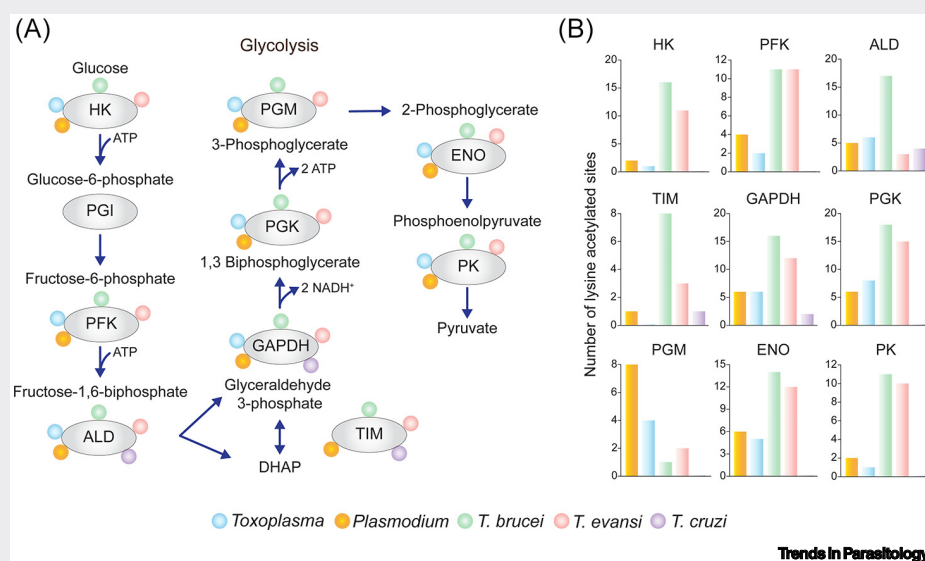 (A)
Glycolysis
Glucose
HK
ATP
Glucose-6-phosphate
PGI
Fructose-6-phosphate
PFK
ATP
Fructose-1,6-biphosphate
ALD
PGM
3-Phosphoglycerate
2 ATP
PGK
1,3 Biphosphoglycerate
2 NADH⁺
GAPDH
Glyceraldehyde
3-phosphate
DHAP
TIM
2-Phosphoglycerate
ENO
Phosphoenolpyruvate
PK
Pyruvate
(B)
Number of lysine acetylated sites
HK
20
15
10
5
0
PFK
12
10
8
6
4
2
0
ALD
20
15
10
5
0
TIM
8
6
4
2
0
GAPDH
20
15
10
5
0
PGK
20
15
10
5
0
PGM
8
6
4
2
0
ENO
15
12
9
6
3
0
PK
12
10
8
6
4
2
0
Toxoplasma Plasmodium T. brucei T. evansi T. cruzi
Trends in Parasitology